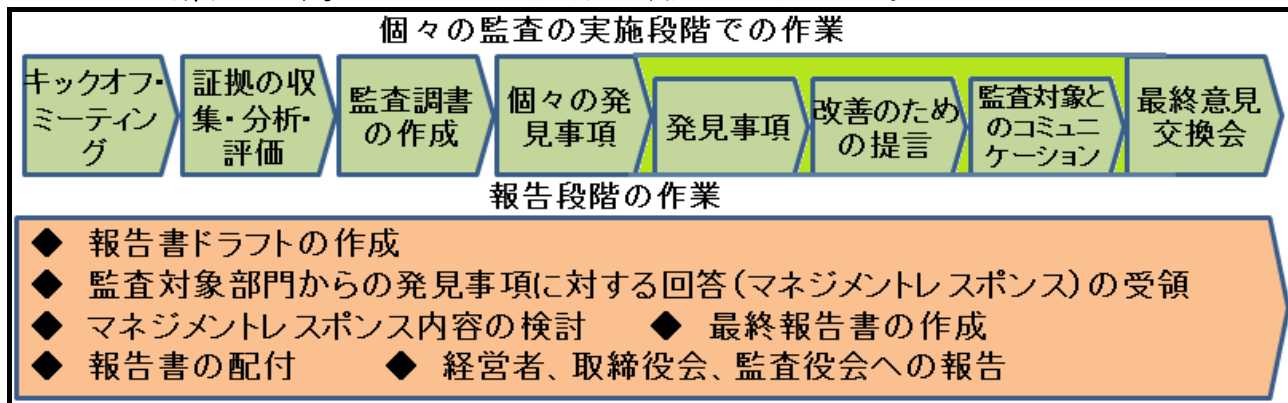 個々の監査の実施段階での作業
キックオフ・
ミーティン
グ
証拠の収
集・分析・
評価
監査調書
の作成
個々の発
見事項
発見事項
改善のため
の提言
監査対象と
のコミュニ
ケーション
最終意見
交換会
報告段階の作業
◆ 報告書ドラフトの作成
◆ 監査対象部門からの発見事項に対する回答(マネジメントレスポンス)の受領
◆ マネジメントレスポンス内容の検討 ◆ 最終報告書の作成
◆ 報告書の配付 ◆ 経営者、取締役会、監査役会への報告